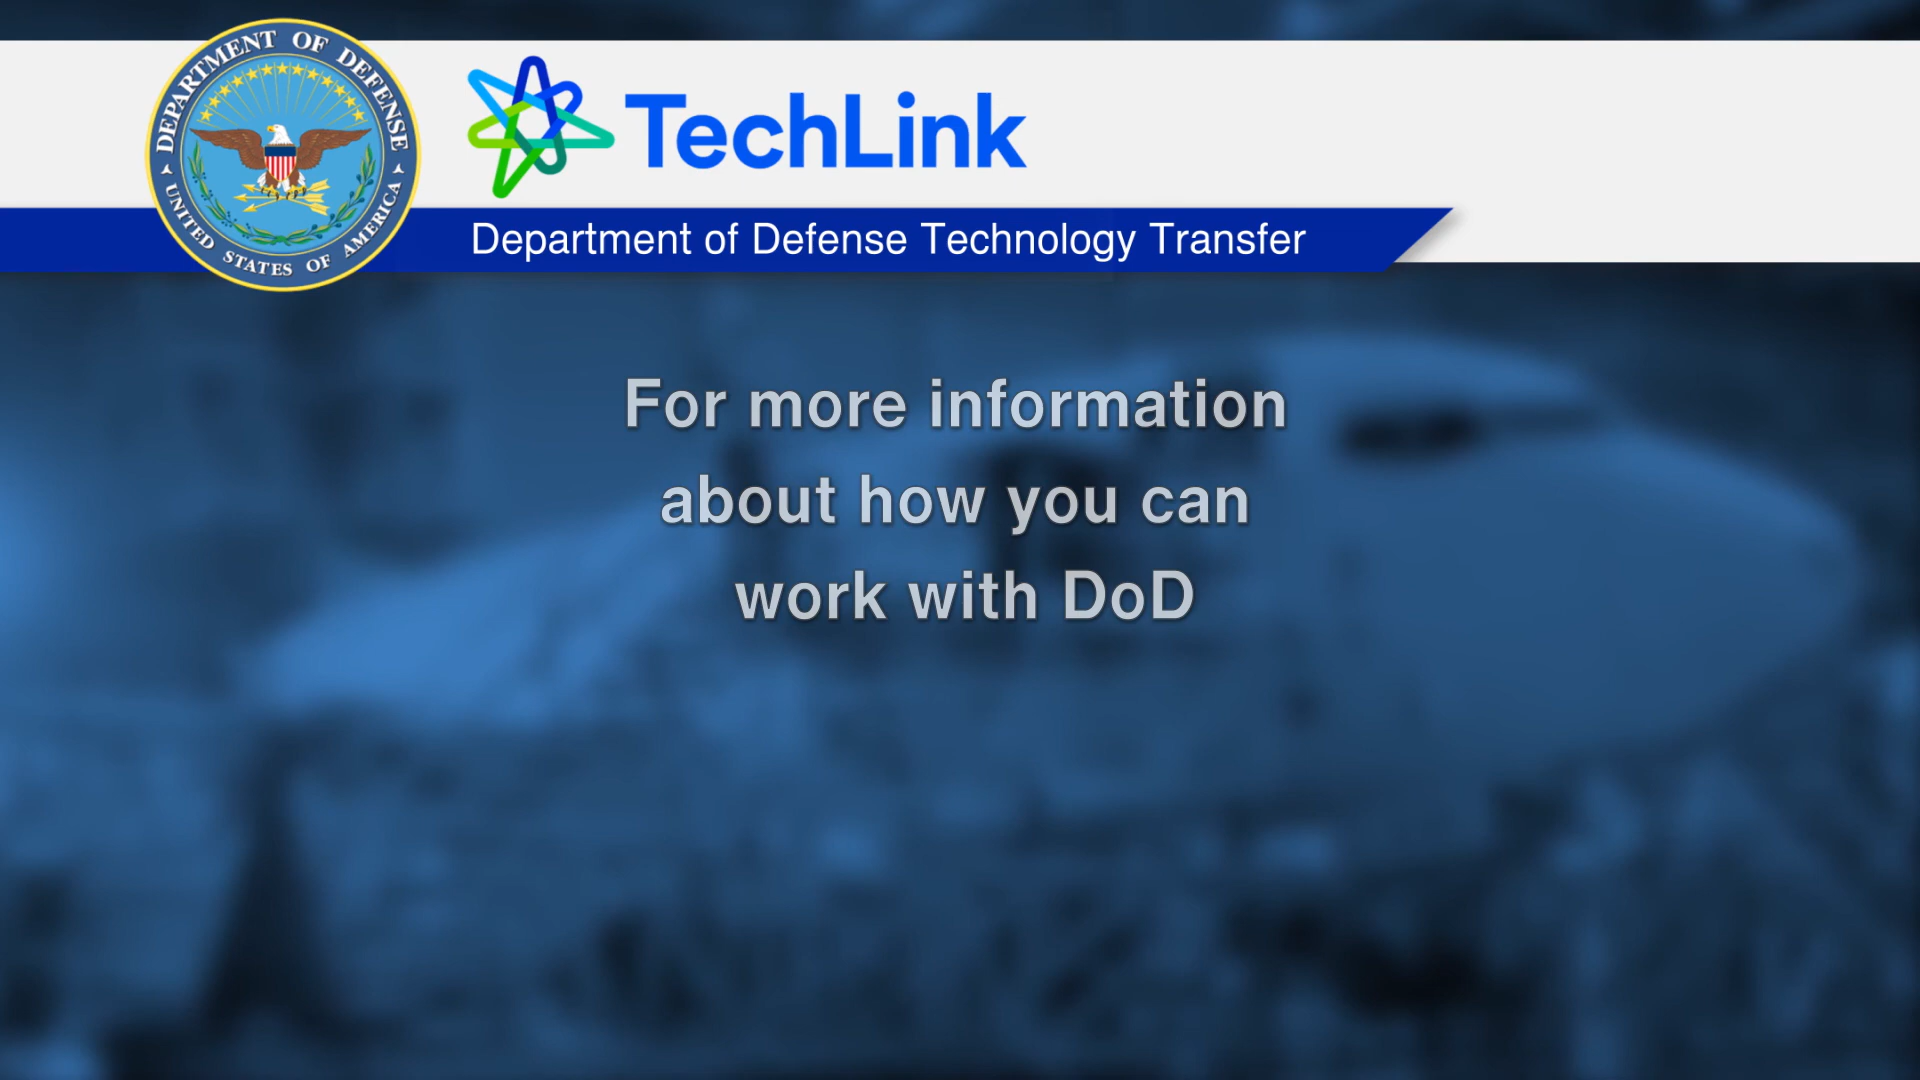 DEPARTMENT OF DEFENSE
UNITED STATES OF AMERICA
TechLink
Department of Defense Technology Transfer
For more information
about how you can
work with DoD